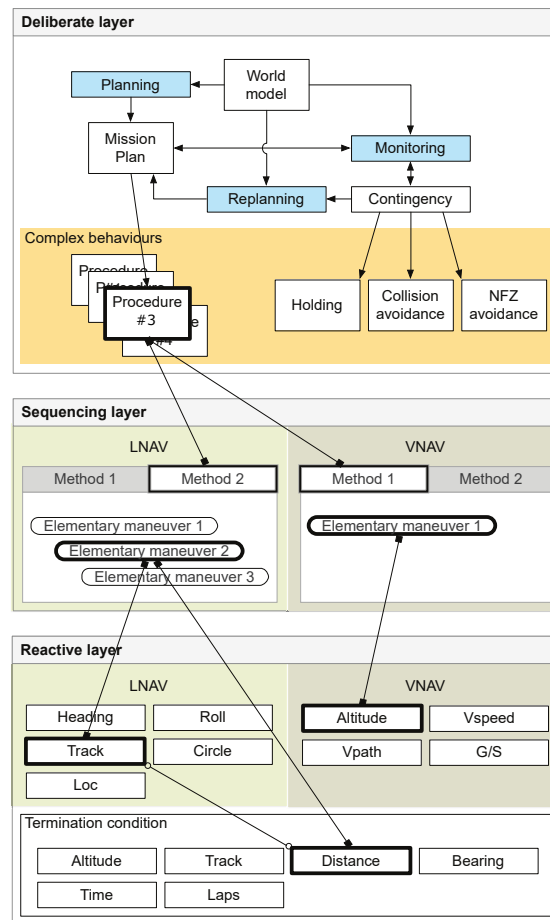 Deliberate layer
Planning
World
model
Mission
Plan
Monitoring
Replanning
Contingency
Complex behaviours
Procedure
#3
#4
Holding
Collision
avoidance
NFZ
avoidance
Sequencing layer
LNAV
VNAV
Method 1
Method 2
Method 1
Method 2
Elementary maneuver 1
Elementary maneuver 2
Elementary maneuver 3
Elementary maneuver 1
Reactive layer
LNAV
VNAV
Heading
Roll
Altitude
Vspeed
Track
Circle
Vpath
G/S
Loc
Termination condition
Altitude
Track
Distance
Bearing
Time
Laps